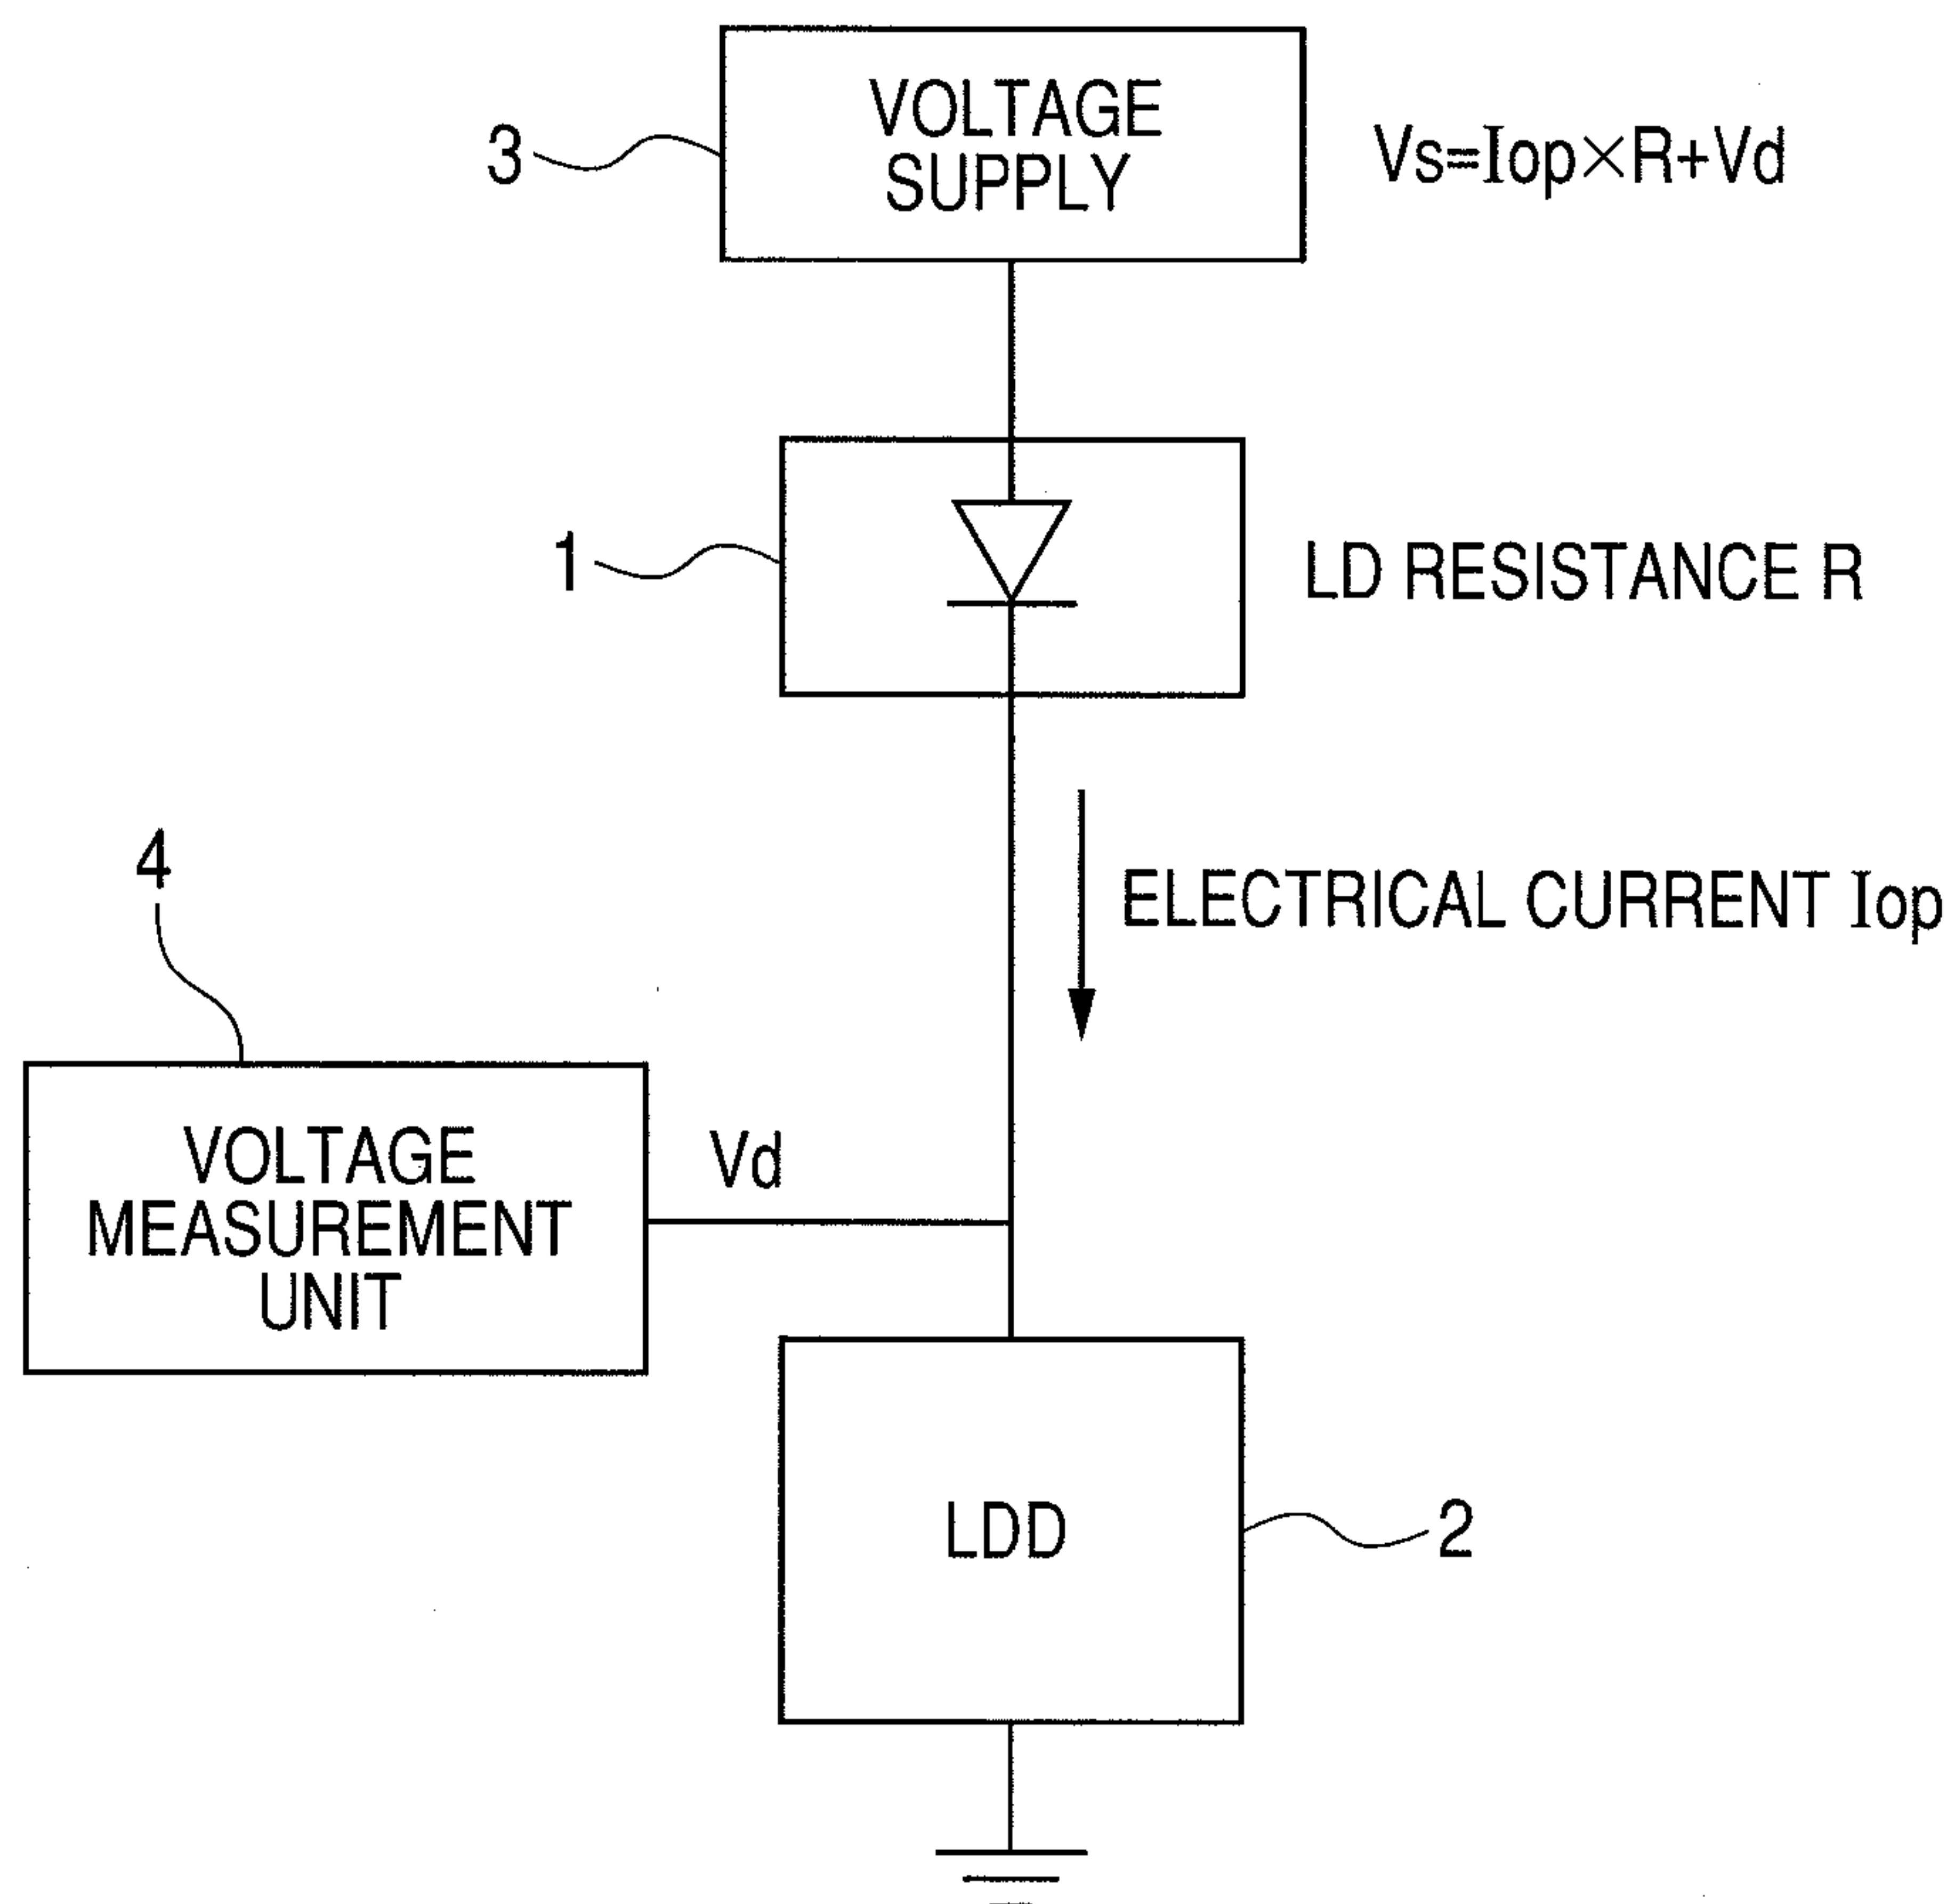 VOLTAGE
SUPPLY
3
Vs=Iop×R+Vd
1
LD RESISTANCE R
4
ELECTRICAL CURRENT Iop
VOLTAGE
MEASUREMENT
UNIT
Vd
LDD
2